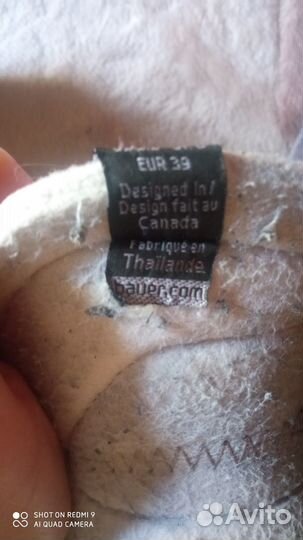 EUR 39
Designed in /
Design fait au
Canada
Fabriqué en
Thaïlande
bauer.com
SHOT ON REDMI 9
AI QUAD CAMERA
Avito